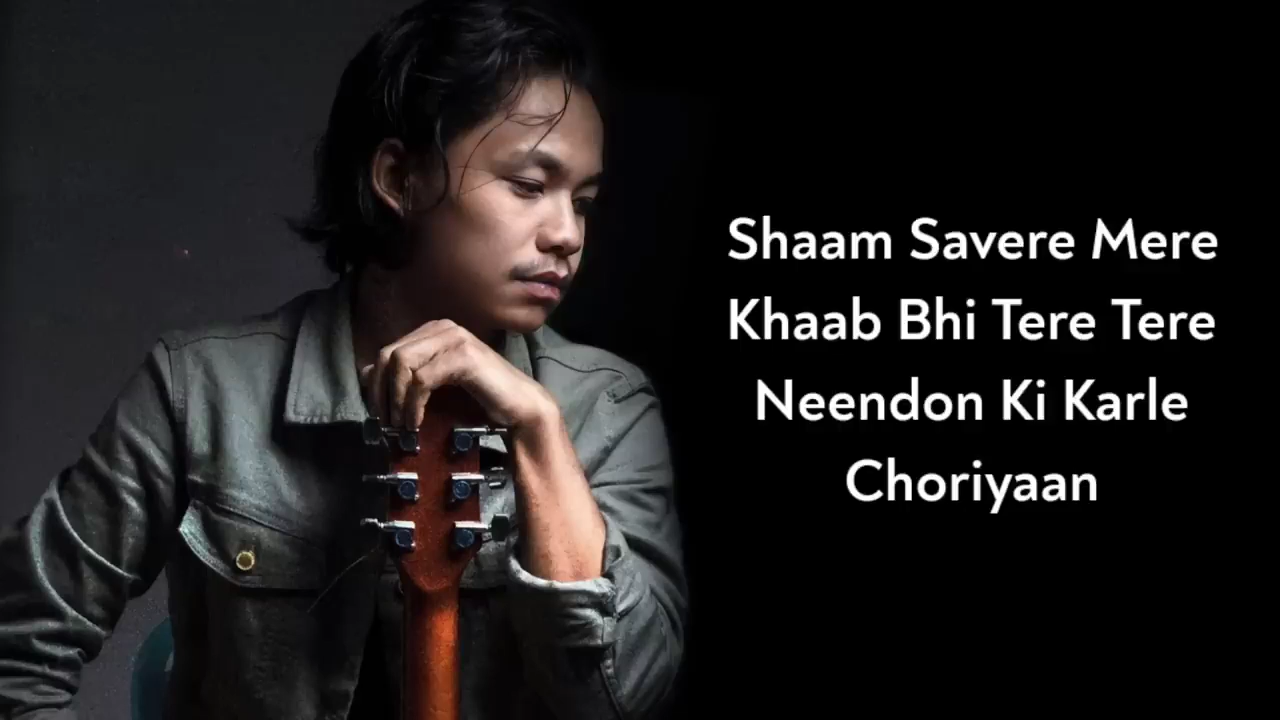 Shaam Savere Mere
Khaab Bhi Tere Tere
Neendon Ki Karle
Choriyaan